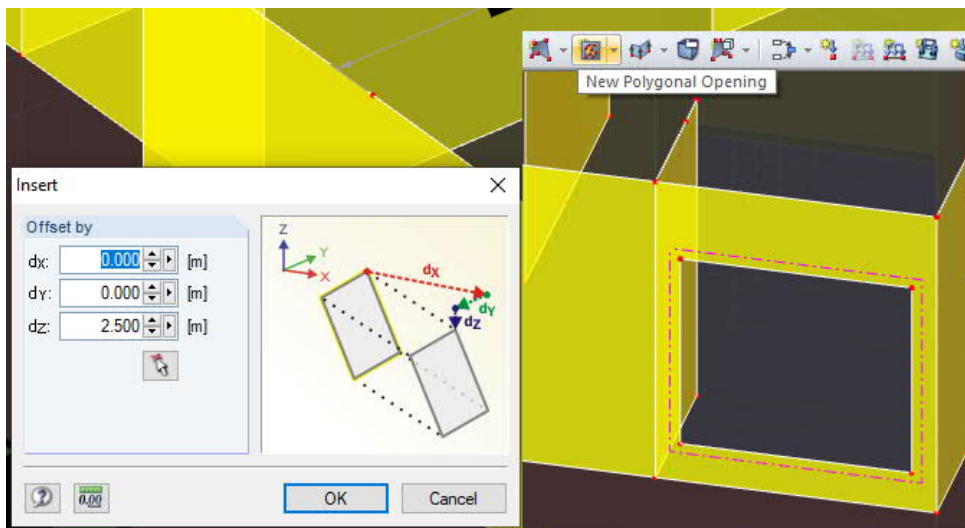 New Polygonal Opening
Insert
Offset by
dX: 0.000 [m]
dY: 0.000 [m]
dZ: 2.500 [m]
Z
Y
X
dX
dY
dZ
0.00
OK
Cancel